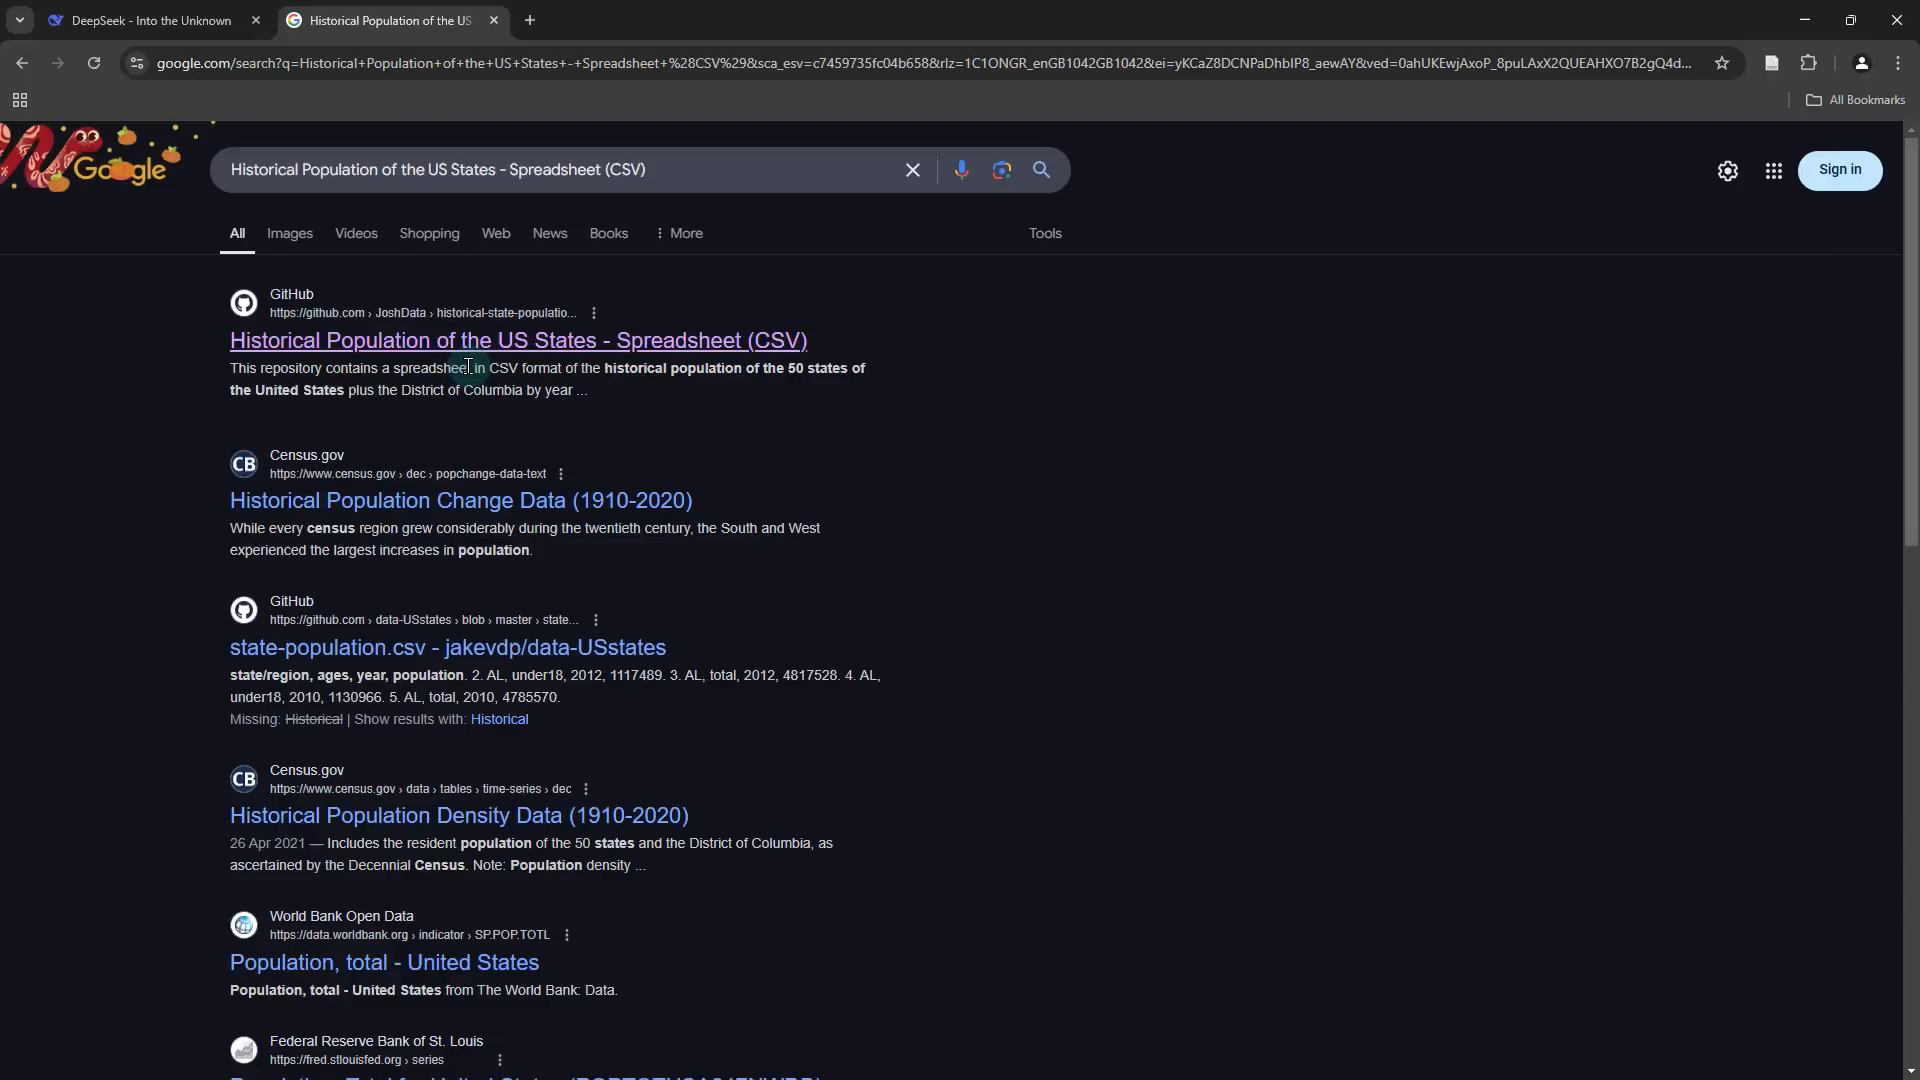 DeepSeek - Into the Unknown
Historical Population of the US
google.com/search?q=Historical+Population+of+the+US+States+-+Spreadsheet+%28CSV%29&sca_esv=c7459735fc04b658&rlz=1C1ONGR_enGB1042GB1042&ei=yKCaZ8DCNPaDhbIP8_aewAY&ved=0ahUKEwjAxoP_8puLAxX2QUEAHXO7B2gQ4d...
All Bookmarks
Google
Historical Population of the US States - Spreadsheet (CSV)
Sign in
All Images Videos Shopping Web News Books More Tools
GitHub
https://github.com › JoshData › historical-state-populatio...
Historical Population of the US States - Spreadsheet (CSV)
This repository contains a spreadsheet in CSV format of the historical population of the 50 states of
the United States plus the District of Columbia by year ...
CB
Census.gov
https://www.census.gov › dec › popchange-data-text
Historical Population Change Data (1910-2020)
While every census region grew considerably during the twentieth century, the South and West
experienced the largest increases in population.
GitHub
https://github.com › data-USstates › blob › master › state...
state-population.csv - jakevdp/data-USstates
state/region, ages, year, population. 2. AL, under18, 2012, 1117489. 3. AL, total, 2012, 4817528. 4. AL,
under18, 2010, 1130966. 5. AL, total, 2010, 4785570.
Missing: Historical | Show results with: Historical
CB
Census.gov
https://www.census.gov › data › tables › time-series › dec
Historical Population Density Data (1910-2020)
26 Apr 2021 — Includes the resident population of the 50 states and the District of Columbia, as
ascertained by the Decennial Census. Note: Population density ...
World Bank Open Data
https://data.worldbank.org › indicator › SP.POP.TOTL
Population, total - United States
Population, total - United States from The World Bank: Data.
Federal Reserve Bank of St. Louis
https://fred.stlouisfed.org › series